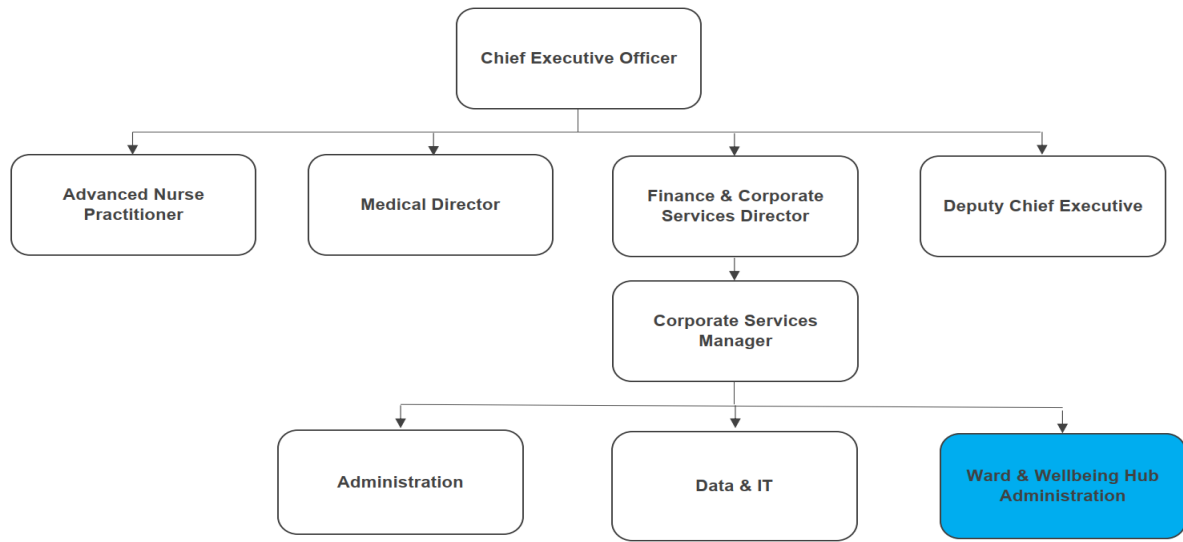 Chief Executive Officer
Advanced Nurse
Practitioner
Medical Director
Finance & Corporate
Services Director
Deputy Chief Executive
Corporate Services
Manager
Administration
Data & IT
Ward & Wellbeing Hub
Administration